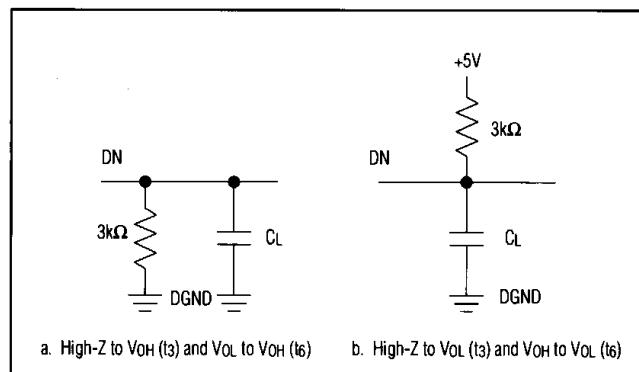 DN
3kΩ
CL
DGND
a. High-Z to VOH (t3) and VOL to VOH (t6)
+5V
3kΩ
DN
CL
DGND
b. High-Z to VOL (t3) and VOH to VOL (t6)